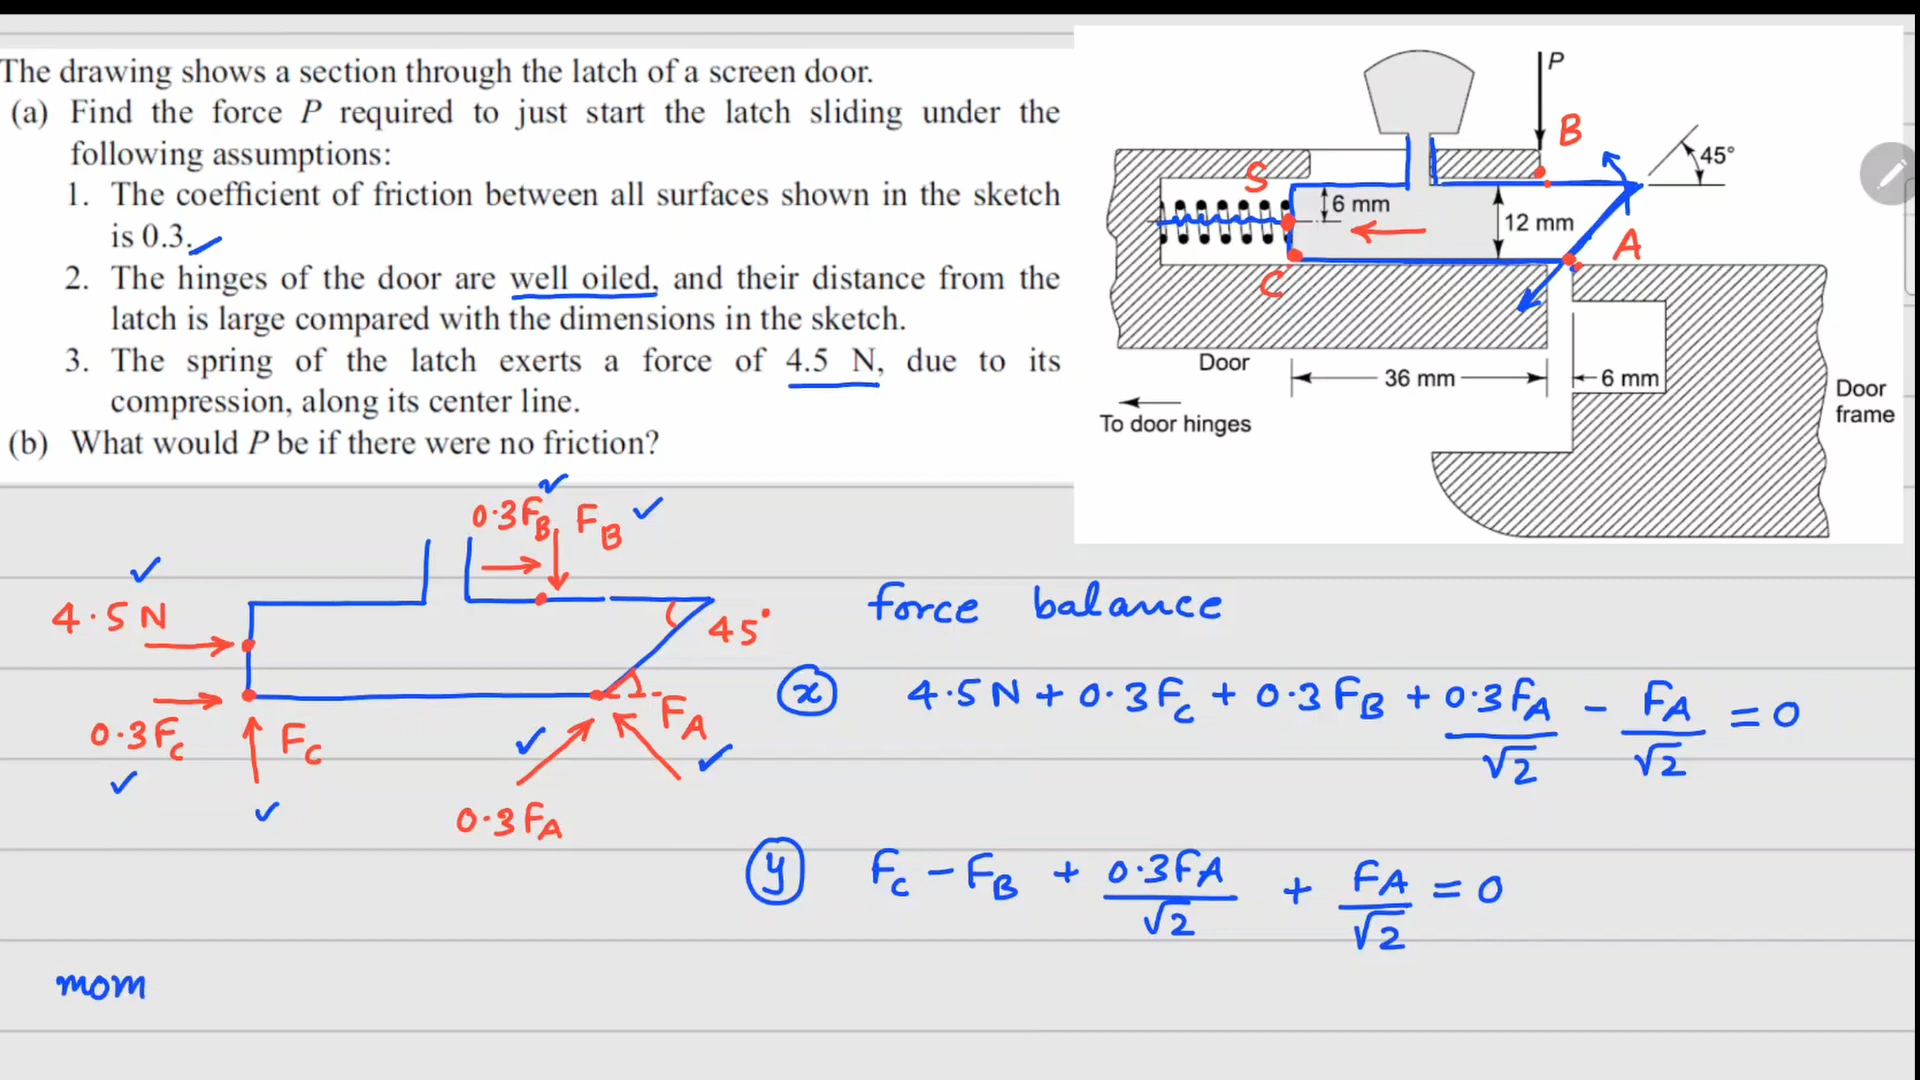 The drawing shows a section through the latch of a screen door.
(a) Find the force P required to just start the latch sliding under the
following assumptions:
1. The coefficient of friction between all surfaces shown in the sketch
is 0.3.
2. The hinges of the door are well oiled, and their distance from the
latch is large compared with the dimensions in the sketch.
3. The spring of the latch exerts a force of 4.5 N, due to its
compression, along its center line.
(b) What would P be if there were no friction?
P
B
45°
S
6 mm
12 mm
A
C
Door
36 mm
6 mm
Door
frame
To door hinges
0.3F_B F_B
4.5 N
45°
0.3F_C F_C
F_A
0.3F_A
force balance
(x) 4.5N + 0.3F_C + 0.3F_B + 0.3F_A/√2 - F_A/√2 = 0
(y) F_C - F_B + 0.3F_A/√2 + F_A/√2 = 0
mom